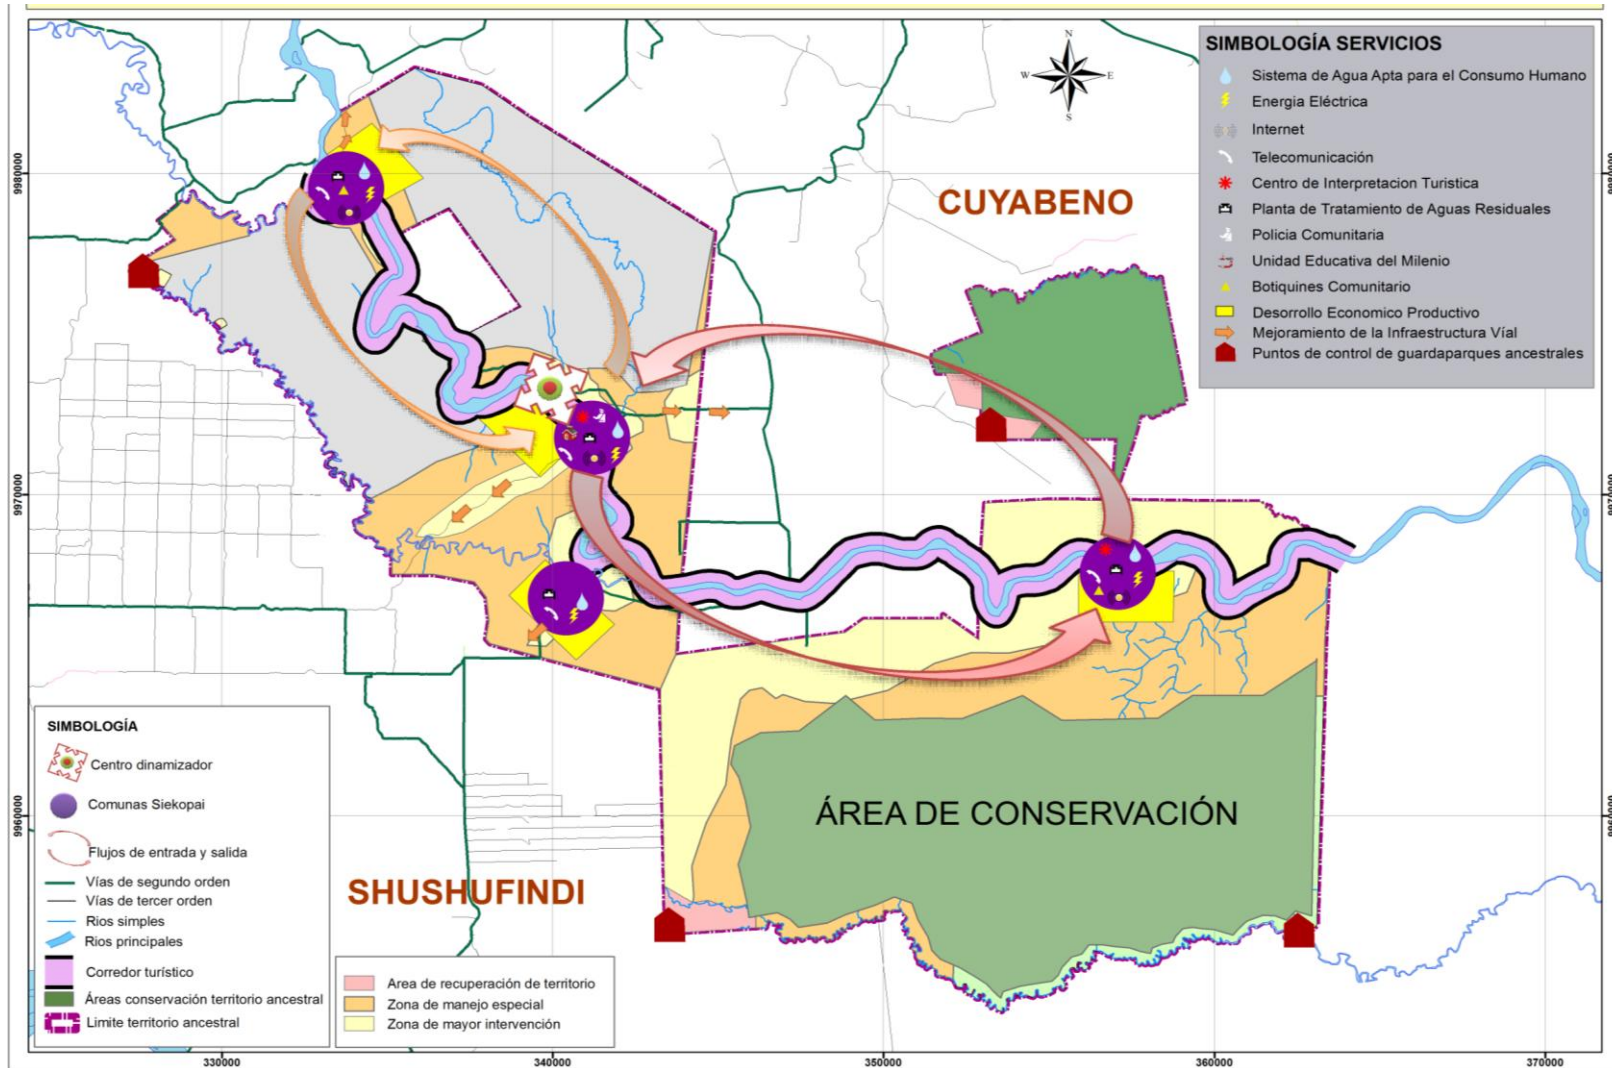 SIMBOLOGÍA SERVICIOS
Sistema de Agua Apta para el Consumo Humano
Energia Eléctrica
Internet
Telecomunicación
Centro de Interpretacion Turistica
Planta de Tratamiento de Aguas Residuales
Policia Comunitaria
Unidad Educativa del Milenio
Botiquines Comunitario
Desorrollo Economico Productivo
Mejoramiento de la Infraestructura Víal
Puntos de control de guardaparques ancestrales
N
W E
S
9980000
CUYABENO
9970000
9960000
ÁREA DE CONSERVACIÓN
SHUSHUFINDI
SIMBOLOGÍA
Centro dinamizador
Comunas Siekopai
Flujos de entrada y salida
Vías de segundo orden
Vías de tercer orden
Rios simples
Rios principales
Corredor turístico
Áreas conservación territorio ancestral
Limite territorio ancestral
Area de recuperación de territorio
Zona de manejo especial
Zona de mayor intervención
330000 340000 350000 360000 370000